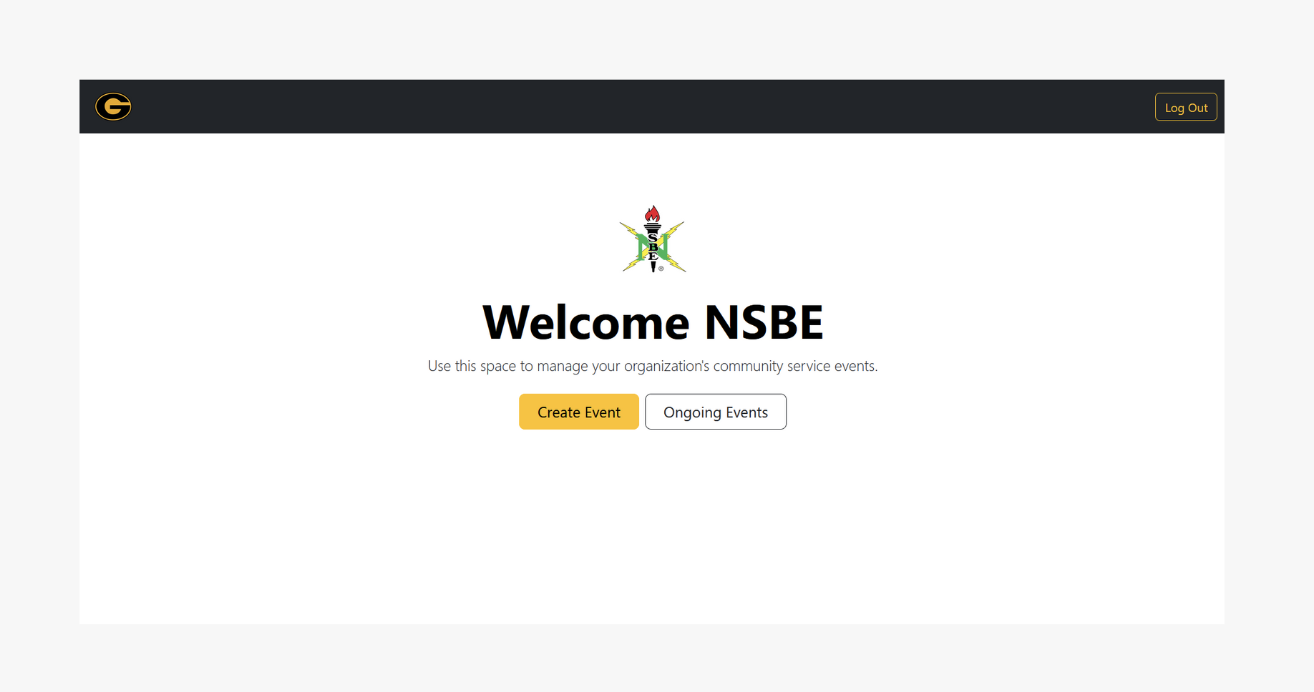 G
Log Out
NSBE
®
Welcome NSBE
Use this space to manage your organization's community service events.
Create Event
Ongoing Events